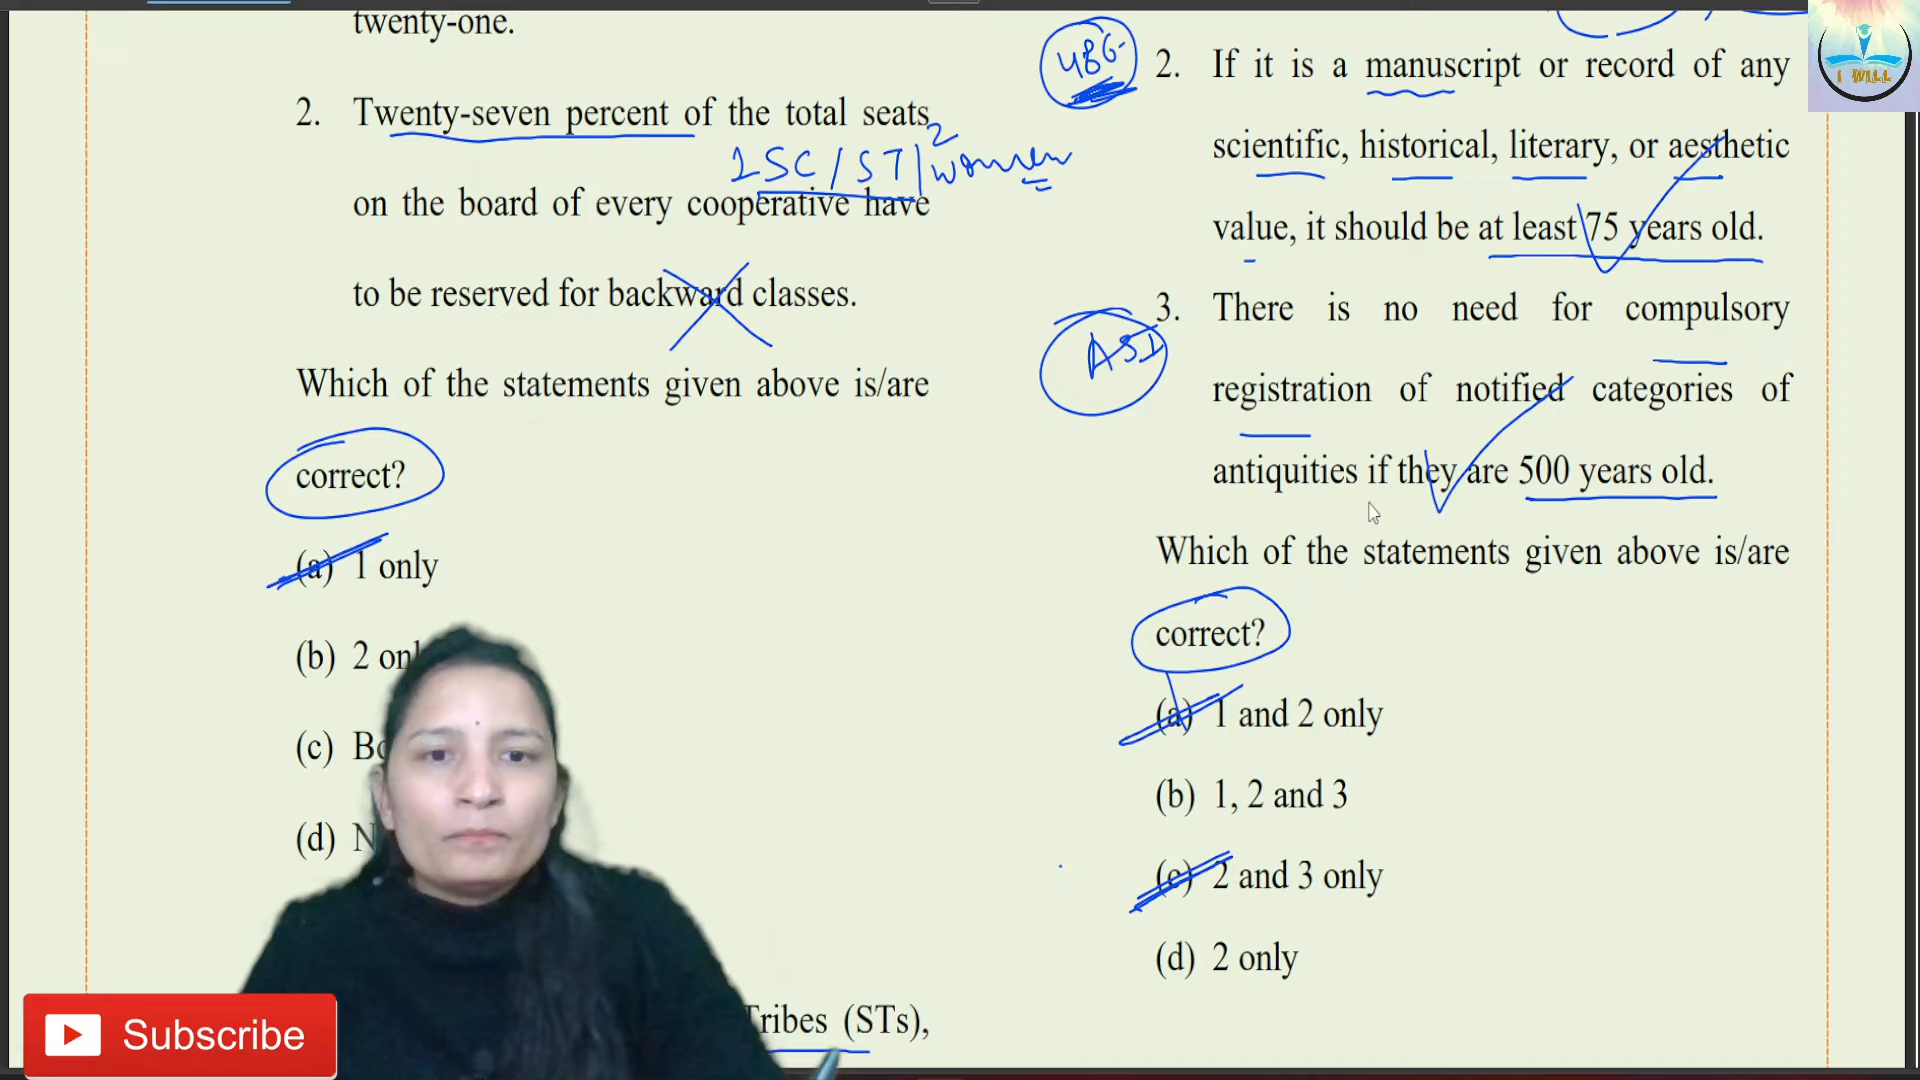 twenty-one.
2. Twenty-seven percent of the total seats
2
1 SC / ST / women
on the board of every cooperative have
to be reserved for backward classes.
Which of the statements given above is/are
correct?
(a) 1 only
(b) 2 onl
(c) Bo
(d) N
Tribes (STs),
Subscribe
2. If it is a manuscript or record of any
scientific, historical, literary, or aesthetic
value, it should be at least 75 years old.
3. There is no need for compulsory
ASI
registration of notified categories of
antiquities if they are 500 years old.
Which of the statements given above is/are
correct?
(a) 1 and 2 only
(b) 1, 2 and 3
(c) 2 and 3 only
(d) 2 only
I WILL